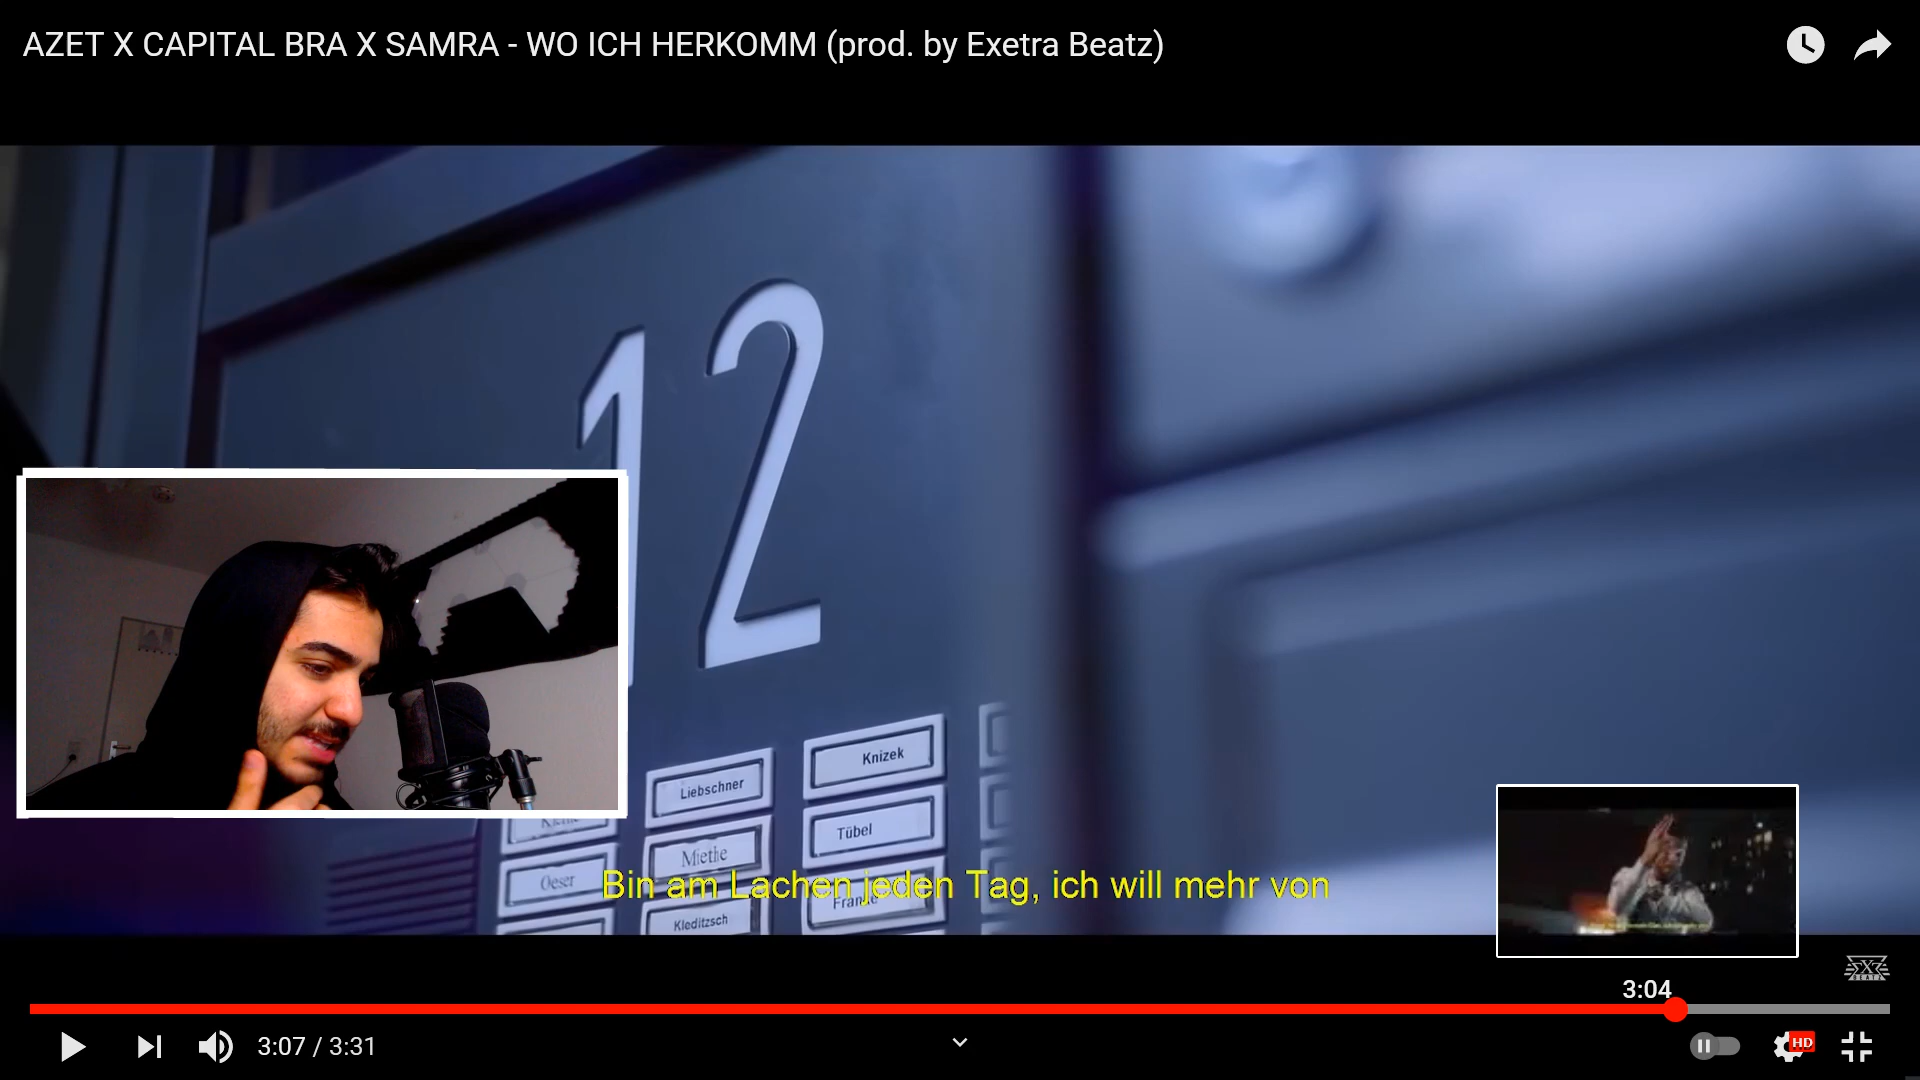 AZET X CAPITAL BRA X SAMRA - WO ICH HERKOMM (prod. by Exetra Beatz)
12
Knizek
Liebschner
Tübel
Miethe
Oeser
Kleditzsch
Bin am Lachen jeden Tag, ich will mehr von
3:04
3:07 / 3:31
HD